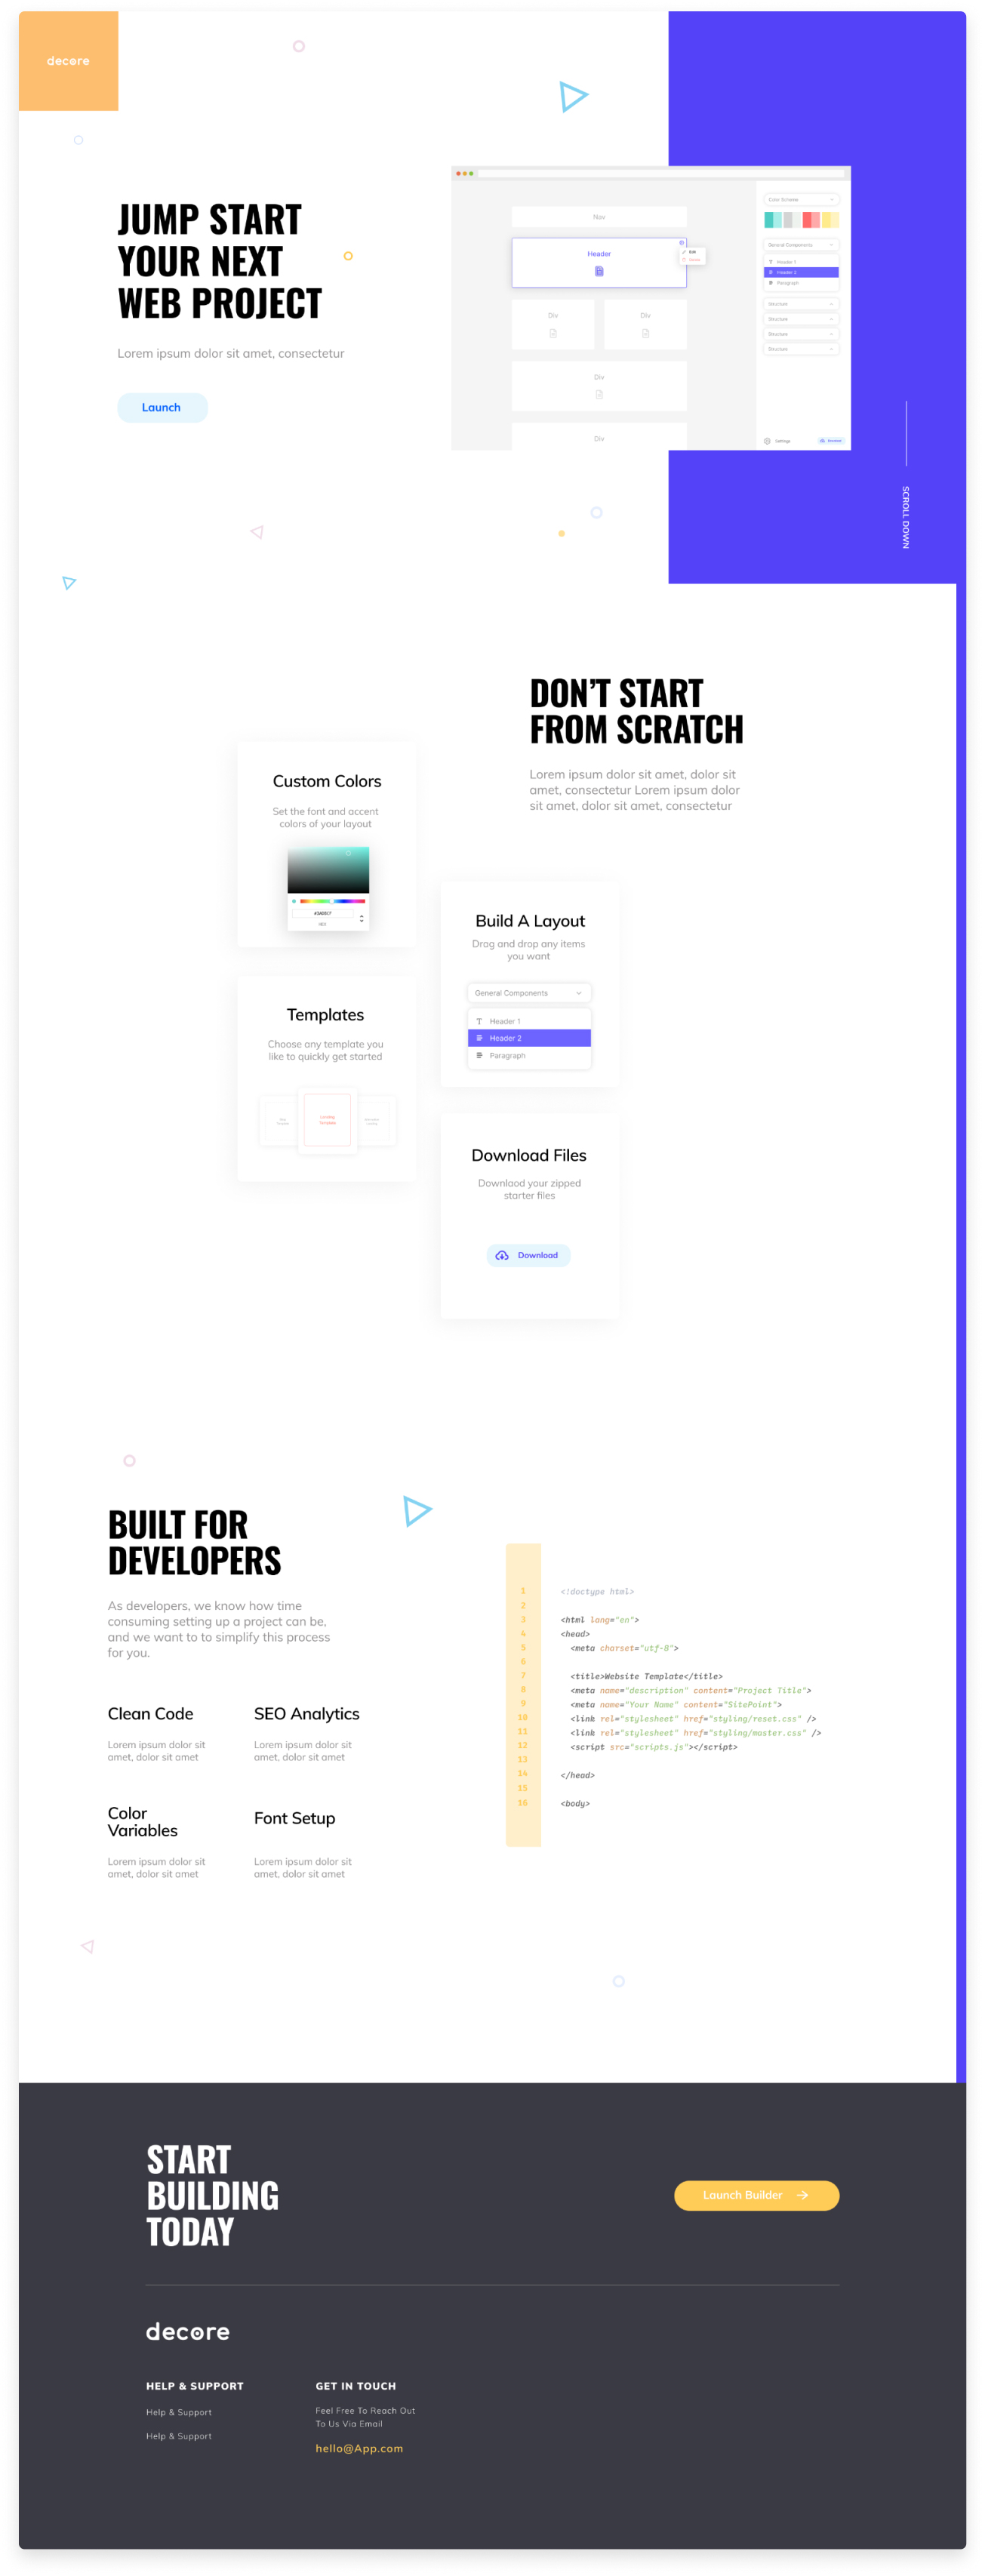 decore
JUMP START
YOUR NEXT
WEB PROJECT
Lorem ipsum dolor sit amet, consectetur
Launch
Nav
Header
Div
Div
Div
Div
Edit
Color Scheme
General Components
Header 1
Header 2
Paragraph
Structure
Structure
Structure
Structure
Settings
Download
SCROLL DOWN
DON'T START
FROM SCRATCH
Lorem ipsum dolor sit amet, dolor sit
amet, consectetur Lorem ipsum dolor
sit amet, dolor sit amet, consectetur
Custom Colors
Set the font and accent
colors of your layout
HEX
Build A Layout
Drag and drop any items
you want
General Components
Header 1
Header 2
Paragraph
Templates
Choose any template you
like to quickly get started
Landing
Template
Download Files
Downlaod your zipped
starter files
Download
BUILT FOR
DEVELOPERS
As developers, we know how time
consuming setting up a project can be,
and we want to to simplify this process
for you.
Clean Code
Lorem ipsum dolor sit
amet, dolor sit amet
SEO Analytics
Lorem ipsum dolor sit
amet, dolor sit amet
Color
Variables
Lorem ipsum dolor sit
amet, dolor sit amet
Font Setup
Lorem ipsum dolor sit
amet, dolor sit amet
1 <!doctype html>
2
3 <html lang="en">
4 <head>
5 <meta charset="utf-8">
6
7 <title>Website Template</title>
8 <meta name="description" content="Project Title">
9 <meta name="Your Name" content="SitePoint">
10 <link rel="stylesheet" href="styling/reset.css" />
11 <link rel="stylesheet" href="styling/master.css" />
12 <script src="scripts.js"></script>
13
14 </head>
15
16 <body>
START
BUILDING
TODAY
Launch Builder
decore
HELP & SUPPORT
Help & Support
Help & Support
GET IN TOUCH
Feel Free To Reach Out
To Us Via Email
hello@App.com